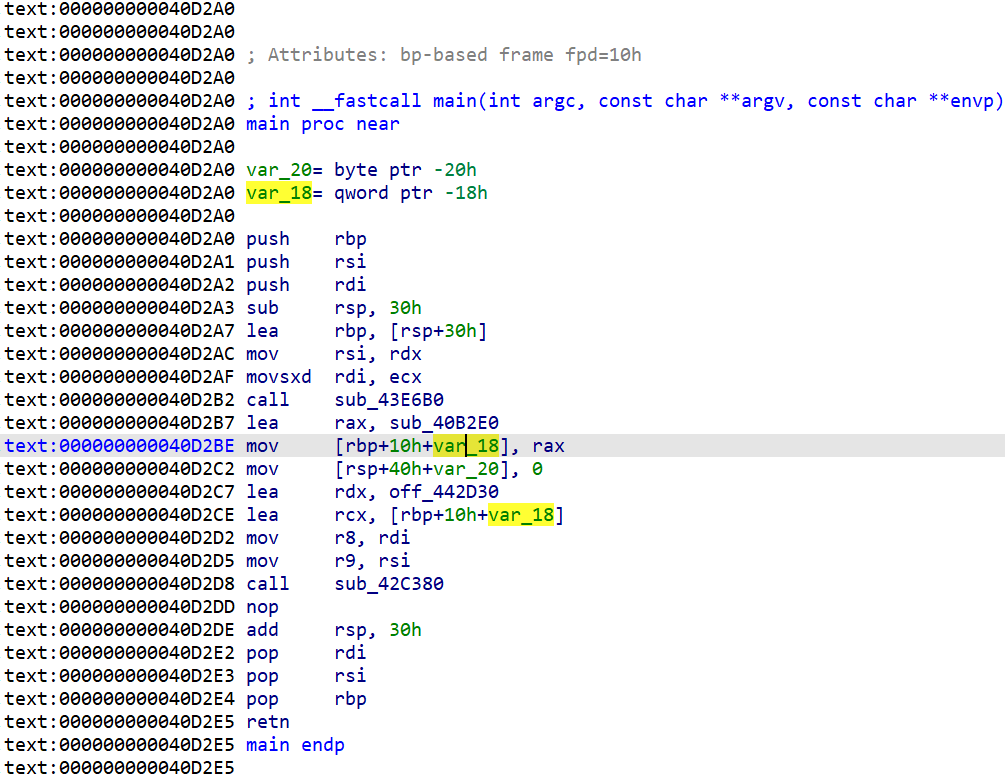 text:000000000040D2A0
text:000000000040D2A0
text:000000000040D2A0 ; Attributes: bp-based frame fpd=10h
text:000000000040D2A0
text:000000000040D2A0 ; int __fastcall main(int argc, const char **argv, const char **envp)
text:000000000040D2A0 main proc near
text:000000000040D2A0
text:000000000040D2A0 var_20= byte ptr -20h
text:000000000040D2A0 var_18= qword ptr -18h
text:000000000040D2A0
text:000000000040D2A0 push    rbp
text:000000000040D2A1 push    rsi
text:000000000040D2A2 push    rdi
text:000000000040D2A3 sub     rsp, 30h
text:000000000040D2A7 lea     rbp, [rsp+30h]
text:000000000040D2AC mov     rsi, rdx
text:000000000040D2AF movsxd  rdi, ecx
text:000000000040D2B2 call    sub_43E6B0
text:000000000040D2B7 lea     rax, sub_40B2E0
text:000000000040D2BE mov     [rbp+10h+var_18], rax
text:000000000040D2C2 mov     [rsp+40h+var_20], 0
text:000000000040D2C7 lea     rdx, off_442D30
text:000000000040D2CE lea     rcx, [rbp+10h+var_18]
text:000000000040D2D2 mov     r8, rdi
text:000000000040D2D5 mov     r9, rsi
text:000000000040D2D8 call    sub_42C380
text:000000000040D2DD nop
text:000000000040D2DE add     rsp, 30h
text:000000000040D2E2 pop     rdi
text:000000000040D2E3 pop     rsi
text:000000000040D2E4 pop     rbp
text:000000000040D2E5 retn
text:000000000040D2E5 main endp
text:000000000040D2E5